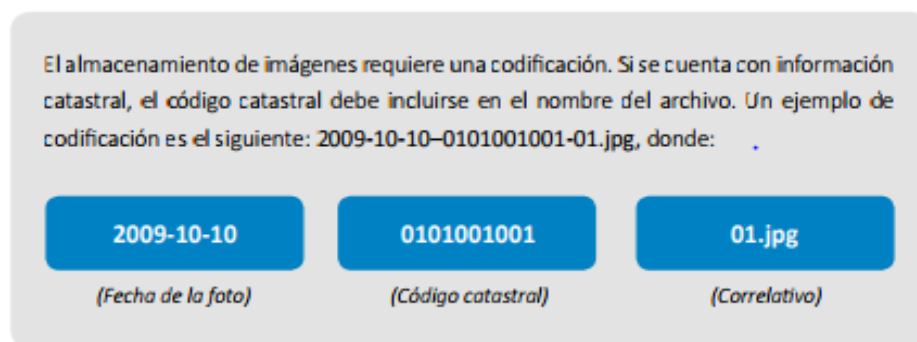 El almacenamiento de imágenes requiere una codificación. Si se cuenta con información
catastral, el código catastral debe incluirse en el nombre del archivo. Un ejemplo de
codificación es el siguiente: 2009-10-10–0101001001-01.jpg, donde:
2009-10-10 0101001001 01.jpg
(Fecha de la foto) (Código catastral) (Correlativo)